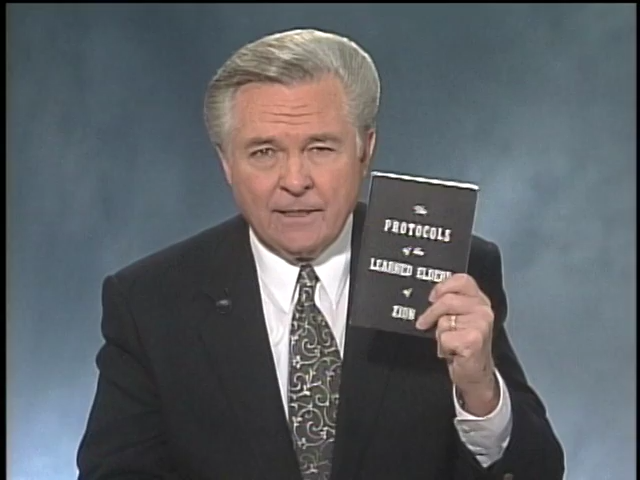 The
PROTOCOLS
of the
LEARNED ELDERS
of
ZION